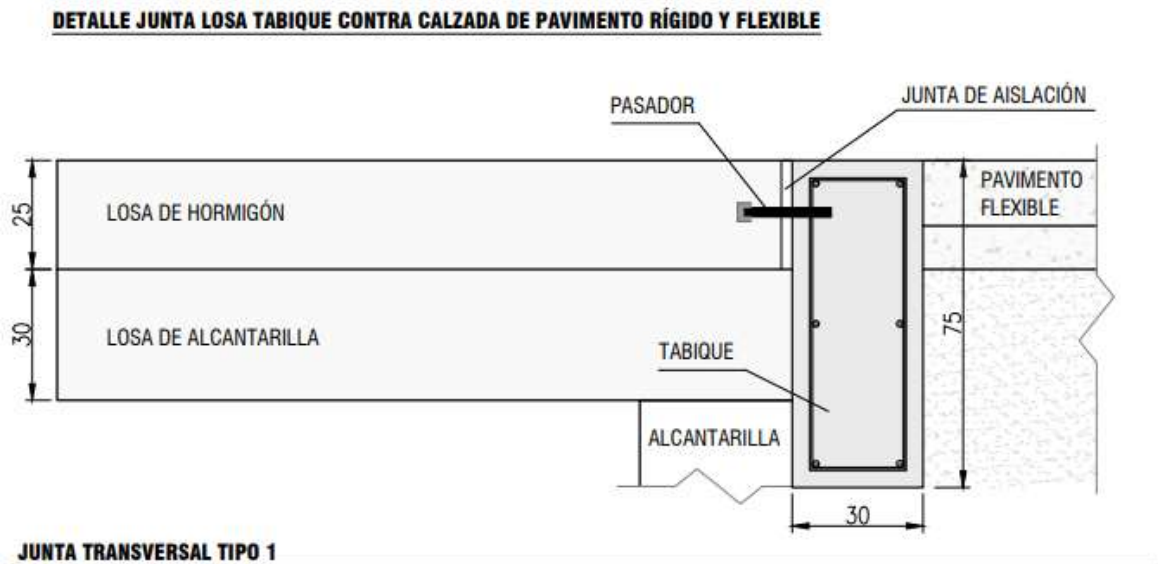 DETALLE JUNTA LOSA TABIQUE CONTRA CALZADA DE PAVIMENTO RÍGIDO Y FLEXIBLE
JUNTA DE AISLACIÓN
PASADOR
PAVIMENTO
FLEXIBLE
25
LOSA DE HORMIGÓN
30
LOSA DE ALCANTARILLA
75
TABIQUE
ALCANTARILLA
30
JUNTA TRANSVERSAL TIPO 1